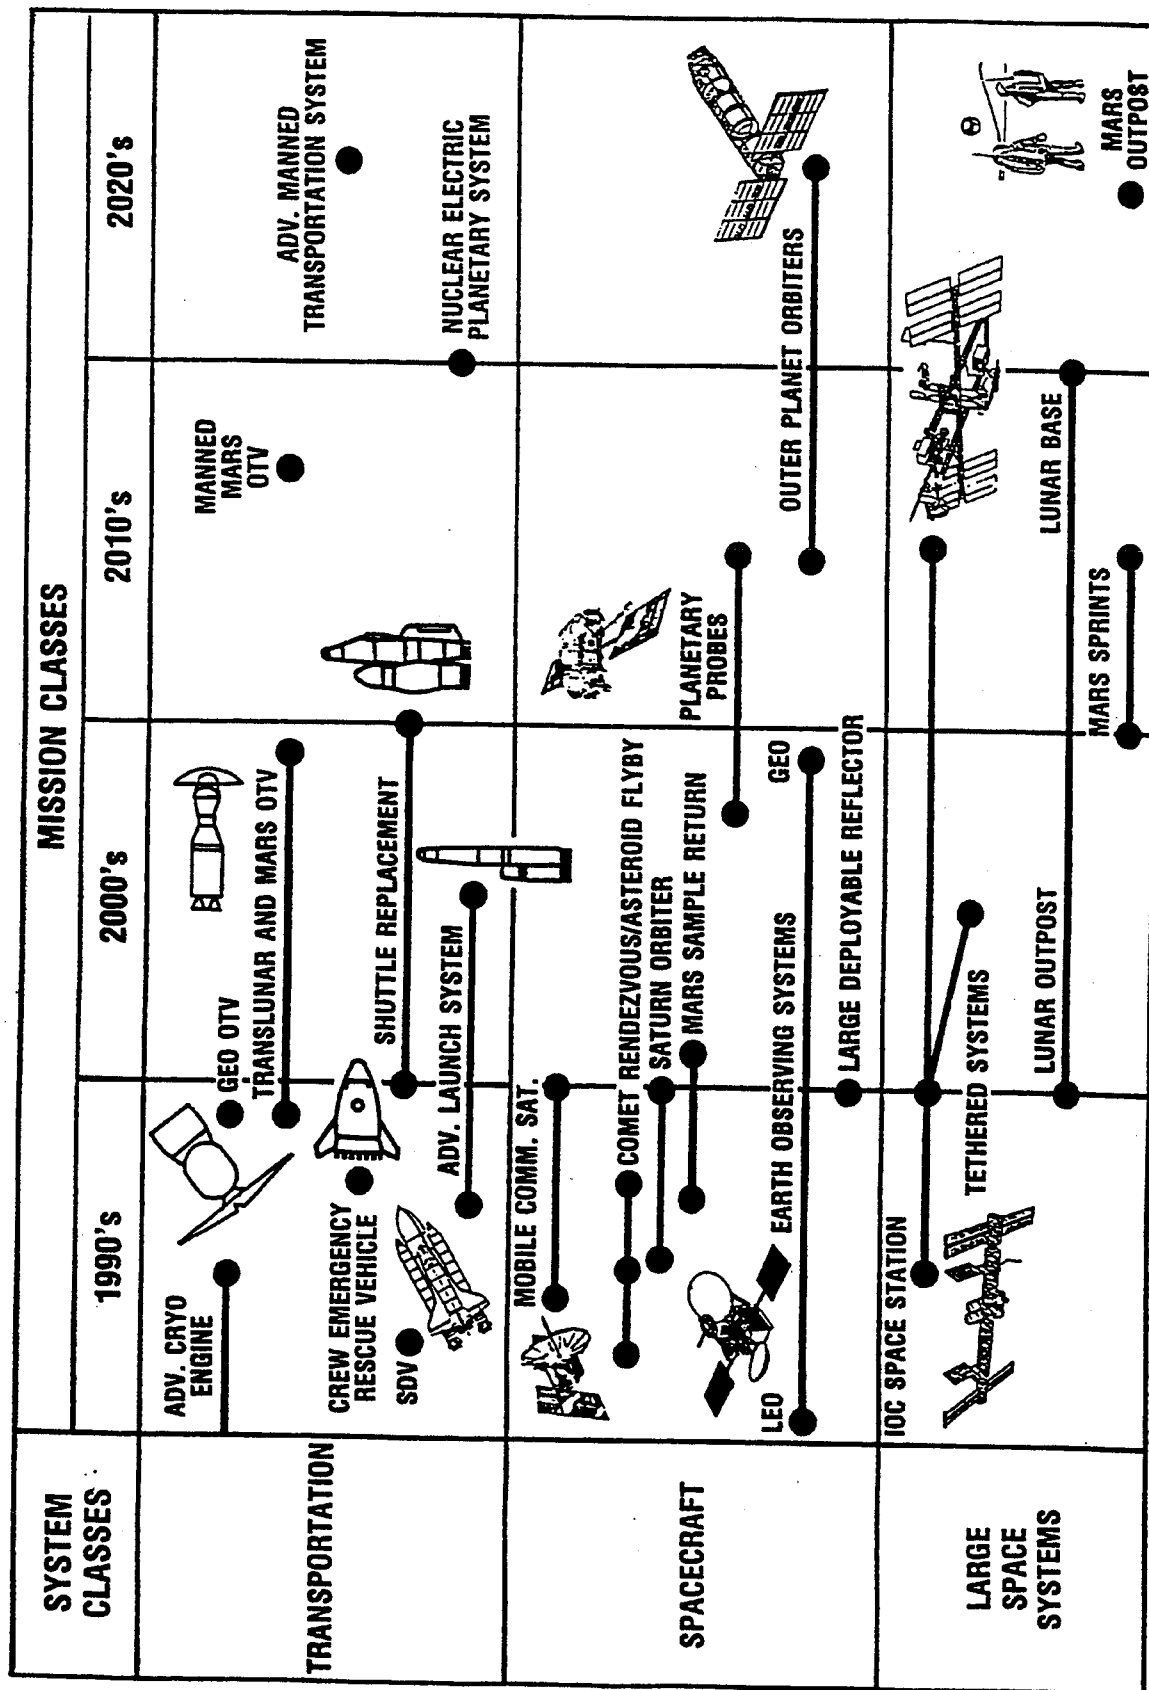 MISSION CLASSES
SYSTEM
CLASSES
1990's
2000's
2010's
2020's
TRANSPORTATION
ADV. CRYO
ENGINE
GEO OTV
TRANSLUNAR AND MARS OTV
MANNED
MARS
OTV
ADV. MANNED
TRANSPORTATION SYSTEM
CREW EMERGENCY
RESCUE VEHICLE
SHUTTLE REPLACEMENT
SDV
ADV. LAUNCH SYSTEM
NUCLEAR ELECTRIC
PLANETARY SYSTEM
SPACECRAFT
MOBILE COMM. SAT.
COMET RENDEZVOUS/ASTEROID FLYBY
SATURN ORBITER
MARS SAMPLE RETURN
PLANETARY
PROBES
LEO
EARTH OBSERVING SYSTEMS
GEO
OUTER PLANET ORBITERS
LARGE DEPLOYABLE REFLECTOR
LARGE
SPACE
SYSTEMS
IOC SPACE STATION
TETHERED SYSTEMS
LUNAR OUTPOST
LUNAR BASE
MARS SPRINTS
MARS
OUTPOST